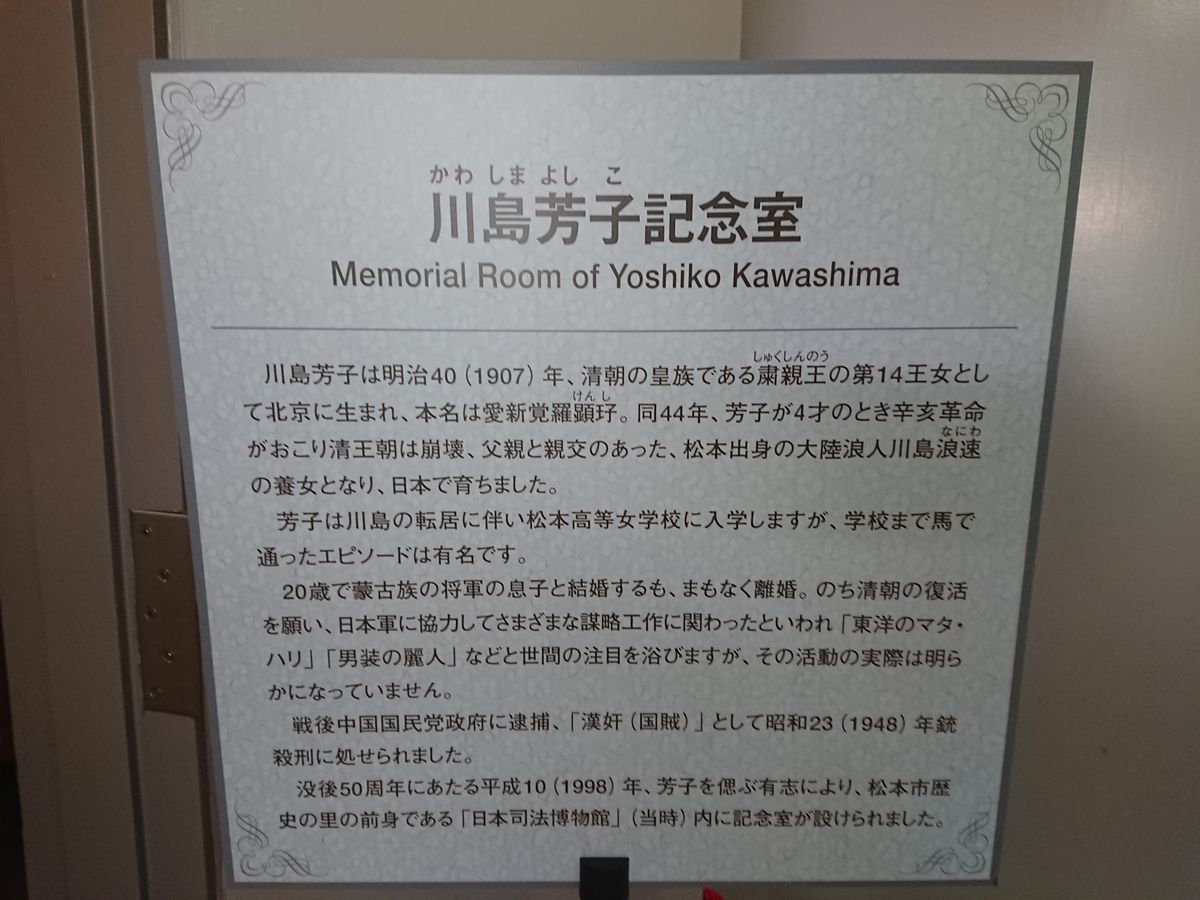 かわ しま よし こ
川島芳子記念室
Memorial Room of Yoshiko Kawashima
しゅくしんのう
川島芳子は明治40（1907）年、清朝の皇族である粛親王の第14王女とし
けんし
て北京に生まれ、本名は愛新覚羅顕㺭。同44年、芳子が4才のとき辛亥革命
なにわ
がおこり清王朝は崩壊、父親と親交のあった、松本出身の大陸浪人川島浪速
の養女となり、日本で育ちました。
芳子は川島の転居に伴い松本高等女学校に入学しますが、学校まで馬で
通ったエピソードは有名です。
20歳で蒙古族の将軍の息子と結婚するも、まもなく離婚。のち清朝の復活
を願い、日本軍に協力してさまざまな謀略工作に関わったといわれ「東洋のマタ・
ハリ」「男装の麗人」などと世間の注目を浴びますが、その活動の実際は明ら
かになっていません。
戦後中国国民党政府に逮捕、「漢奸（国賊）」として昭和23（1948）年銃
殺刑に処せられました。
没後50周年にあたる平成10（1998）年、芳子を偲ぶ有志により、松本市歴
史の里の前身である「日本司法博物館」（当時）内に記念室が設けられました。